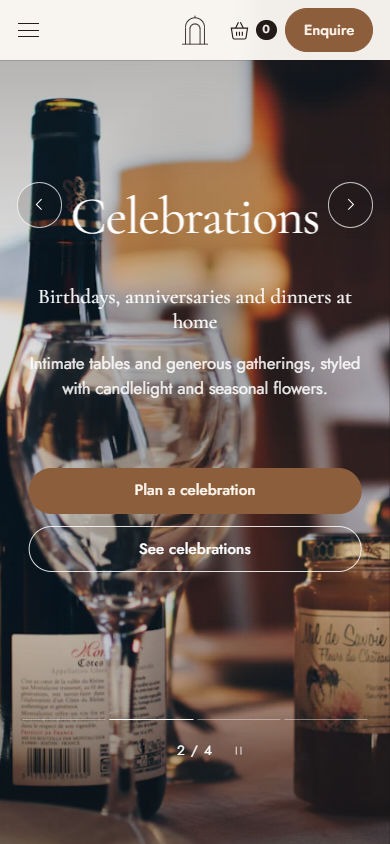 0
Enquire
Celebrations
Birthdays, anniversaries and dinners at
home
Intimate tables and generous gatherings, styled
with candlelight and seasonal flowers.
Plan a celebration
See celebrations
Miel de Savoie
Côtes
2 / 4